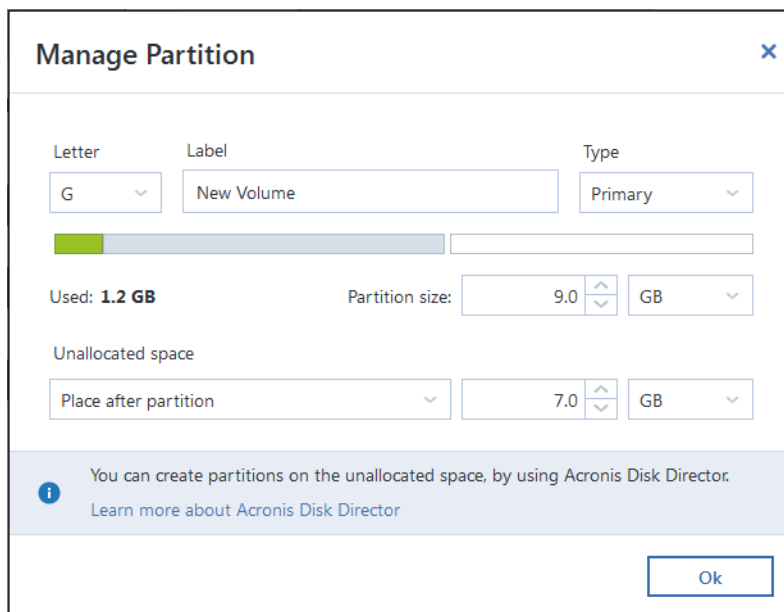 Manage Partition
Letter
Label
Type
G
New Volume
Primary
Used: 1.2 GB
Partition size:
9.0
GB
Unallocated space
Place after partition
7.0
GB
You can create partitions on the unallocated space, by using Acronis Disk Director.
Learn more about Acronis Disk Director
Ok